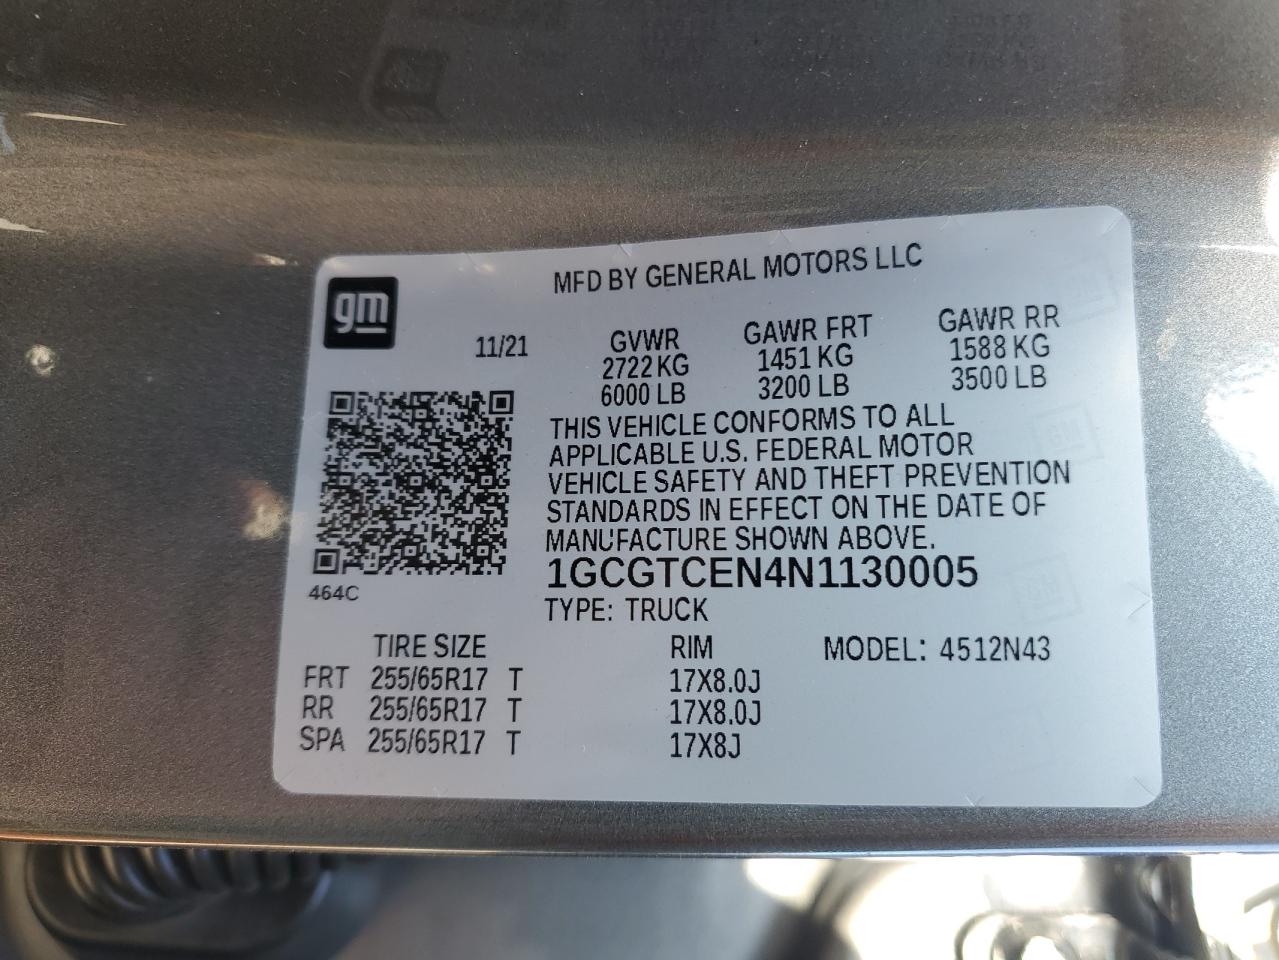 gm
MFD BY GENERAL MOTORS LLC
11/21
GVWR GAWR FRT GAWR RR
2722 KG 1451 KG 1588 KG
6000 LB 3200 LB 3500 LB
THIS VEHICLE CONFORMS TO ALL
APPLICABLE U.S. FEDERAL MOTOR
VEHICLE SAFETY AND THEFT PREVENTION
STANDARDS IN EFFECT ON THE DATE OF
MANUFACTURE SHOWN ABOVE.
1GCGTCEN4N1130005
464C
TYPE: TRUCK
TIRE SIZE RIM MODEL: 4512N43
FRT 255/65R17 T 17X8.0J
RR 255/65R17 T 17X8.0J
SPA 255/65R17 T 17X8J